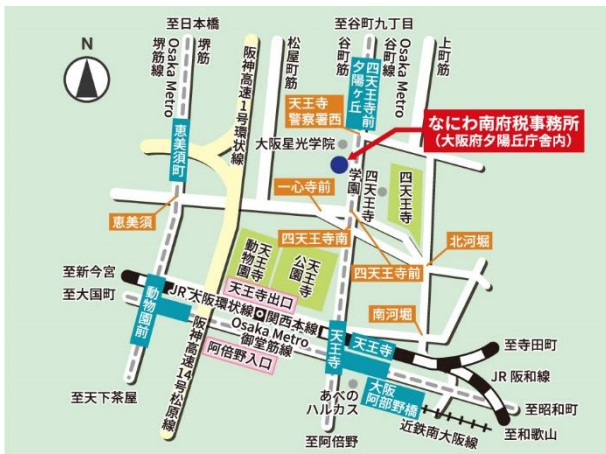 至日本橋
至谷町九丁目
N
Osaka Metro
堺筋線
堺筋
阪神高速1号環状線
松屋町筋
谷町筋
四天王寺前
夕陽ヶ丘
Osaka Metro
谷町線
上町筋
天王寺
警察署西
なにわ南府税事務所
(大阪府夕陽丘庁舎内)
大阪星光学院
恵美須町
四天王寺
学園
四天王寺
一心寺前
恵美須
四天王寺南
北河堀
四天王寺前
天王寺
動物園
天王寺
公園
至新今宮
天王寺出口
南河堀
至大国町
JR大阪環状線
関西本線
動物園前
Osaka Metro
御堂筋線
天王寺
天王寺
至寺田町
阪神高速14号松原線
阿倍野入口
JR 阪和線
あべの
ハルカス
大阪
阿部野橋
至天下茶屋
至昭和町
近鉄南大阪線
至和歌山
至阿倍野